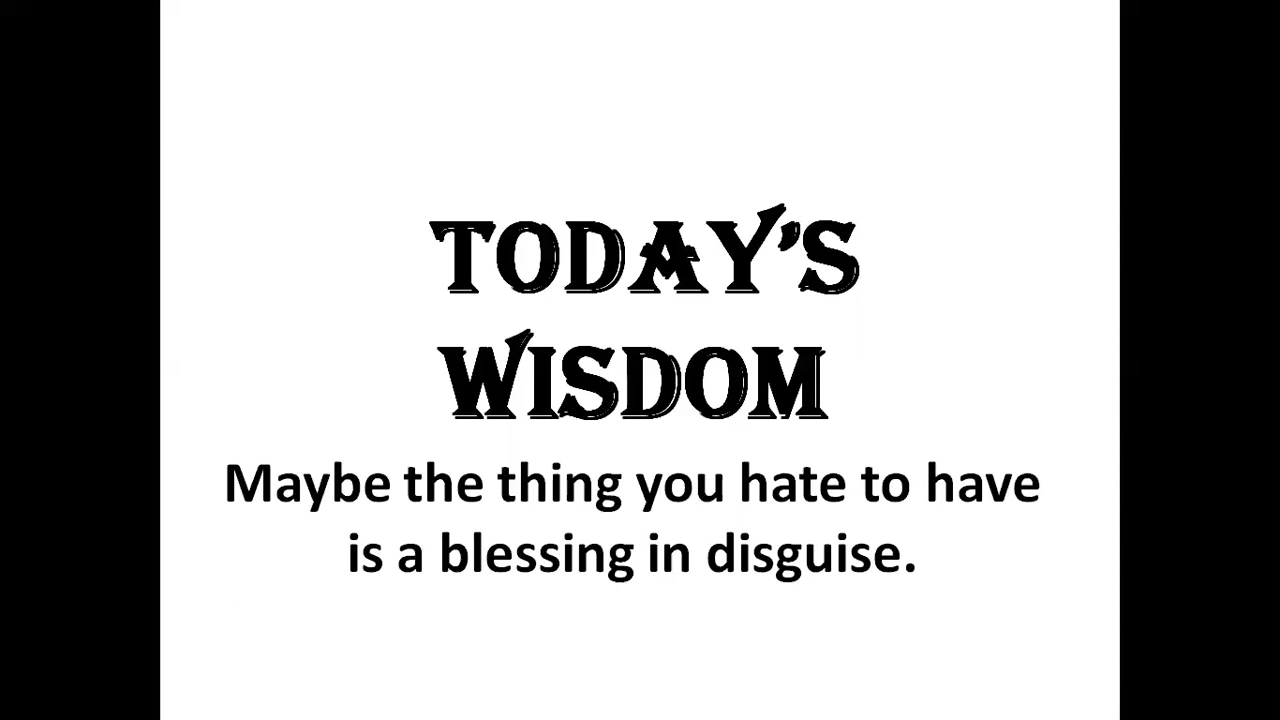 TODAY'S
WISDOM
Maybe the thing you hate to have
is a blessing in disguise.